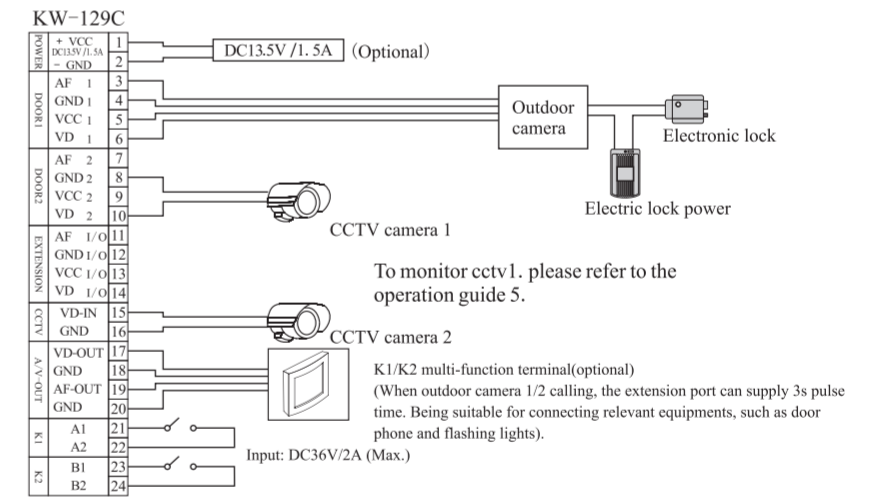 KW-129C
POWER
+ VCC 1
DC13.5V/1.5A
- GND 2
DC13.5V/1.5A (Optional)
DOOR1
AF 1 3
GND 1 4
VCC 1 5
VD 1 6
Outdoor
camera
Electronic lock
Electric lock power
DOOR2
AF 2 7
GND 2 8
VCC 2 9
VD 2 10
CCTV camera 1
EXTENSION
AF I/O 11
GND I/O 12
VCC I/O 13
VD I/O 14
To monitor cctv1. please refer to the
operation guide 5.
CCTV
VD-IN 15
GND 16
CCTV camera 2
A/V-OUT
VD-OUT 17
GND 18
AF-OUT 19
GND 20
K1/K2 multi-function terminal(optional)
(When outdoor camera 1/2 calling, the extension port can supply 3s pulse
time. Being suitable for connecting relevant equipments, such as door
phone and flashing lights).
K1
A1 21
A2 22
Input: DC36V/2A (Max.)
K2
B1 23
B2 24